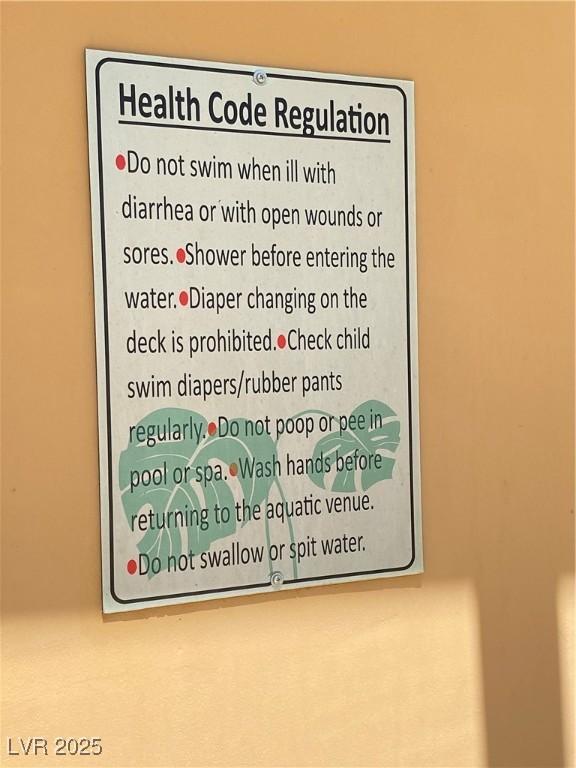 Health Code Regulation
•Do not swim when ill with
diarrhea or with open wounds or
sores.•Shower before entering the
water.•Diaper changing on the
deck is prohibited.•Check child
swim diapers/rubber pants
regularly.•Do not poop or pee in
pool or spa.•Wash hands before
returning to the aquatic venue.
•Do not swallow or spit water.
LVR 2025